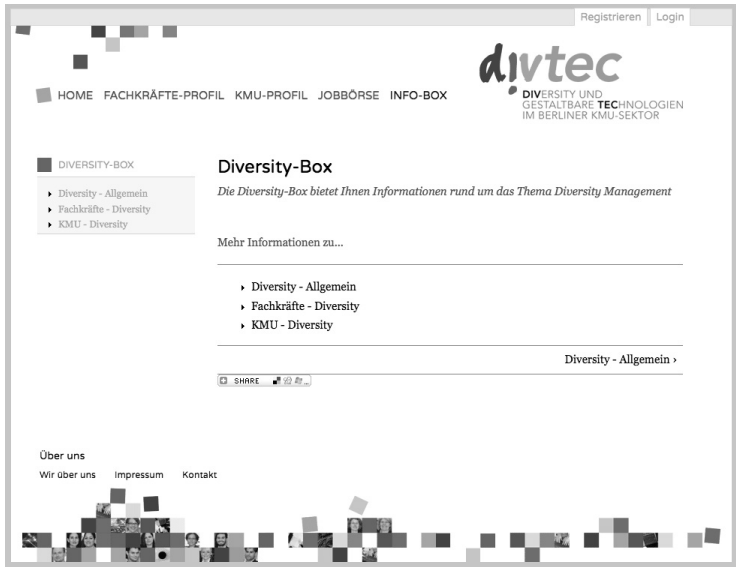 Registrieren Login
divtec
DIVERSITY UND
GESTALTBARE TECHNOLOGIEN
IM BERLINER KMU-SEKTOR
HOME FACHKRÄFTE-PROFIL KMU-PROFIL JOBBÖRSE INFO-BOX
DIVERSITY-BOX
Diversity - Allgemein
Fachkräfte - Diversity
KMU - Diversity
Diversity-Box
Die Diversity-Box bietet Ihnen Informationen rund um das Thema Diversity Management
Mehr Informationen zu...
Diversity - Allgemein
Fachkräfte - Diversity
KMU - Diversity
Diversity - Allgemein ›
SHARE
Über uns
Wir über uns Impressum Kontakt